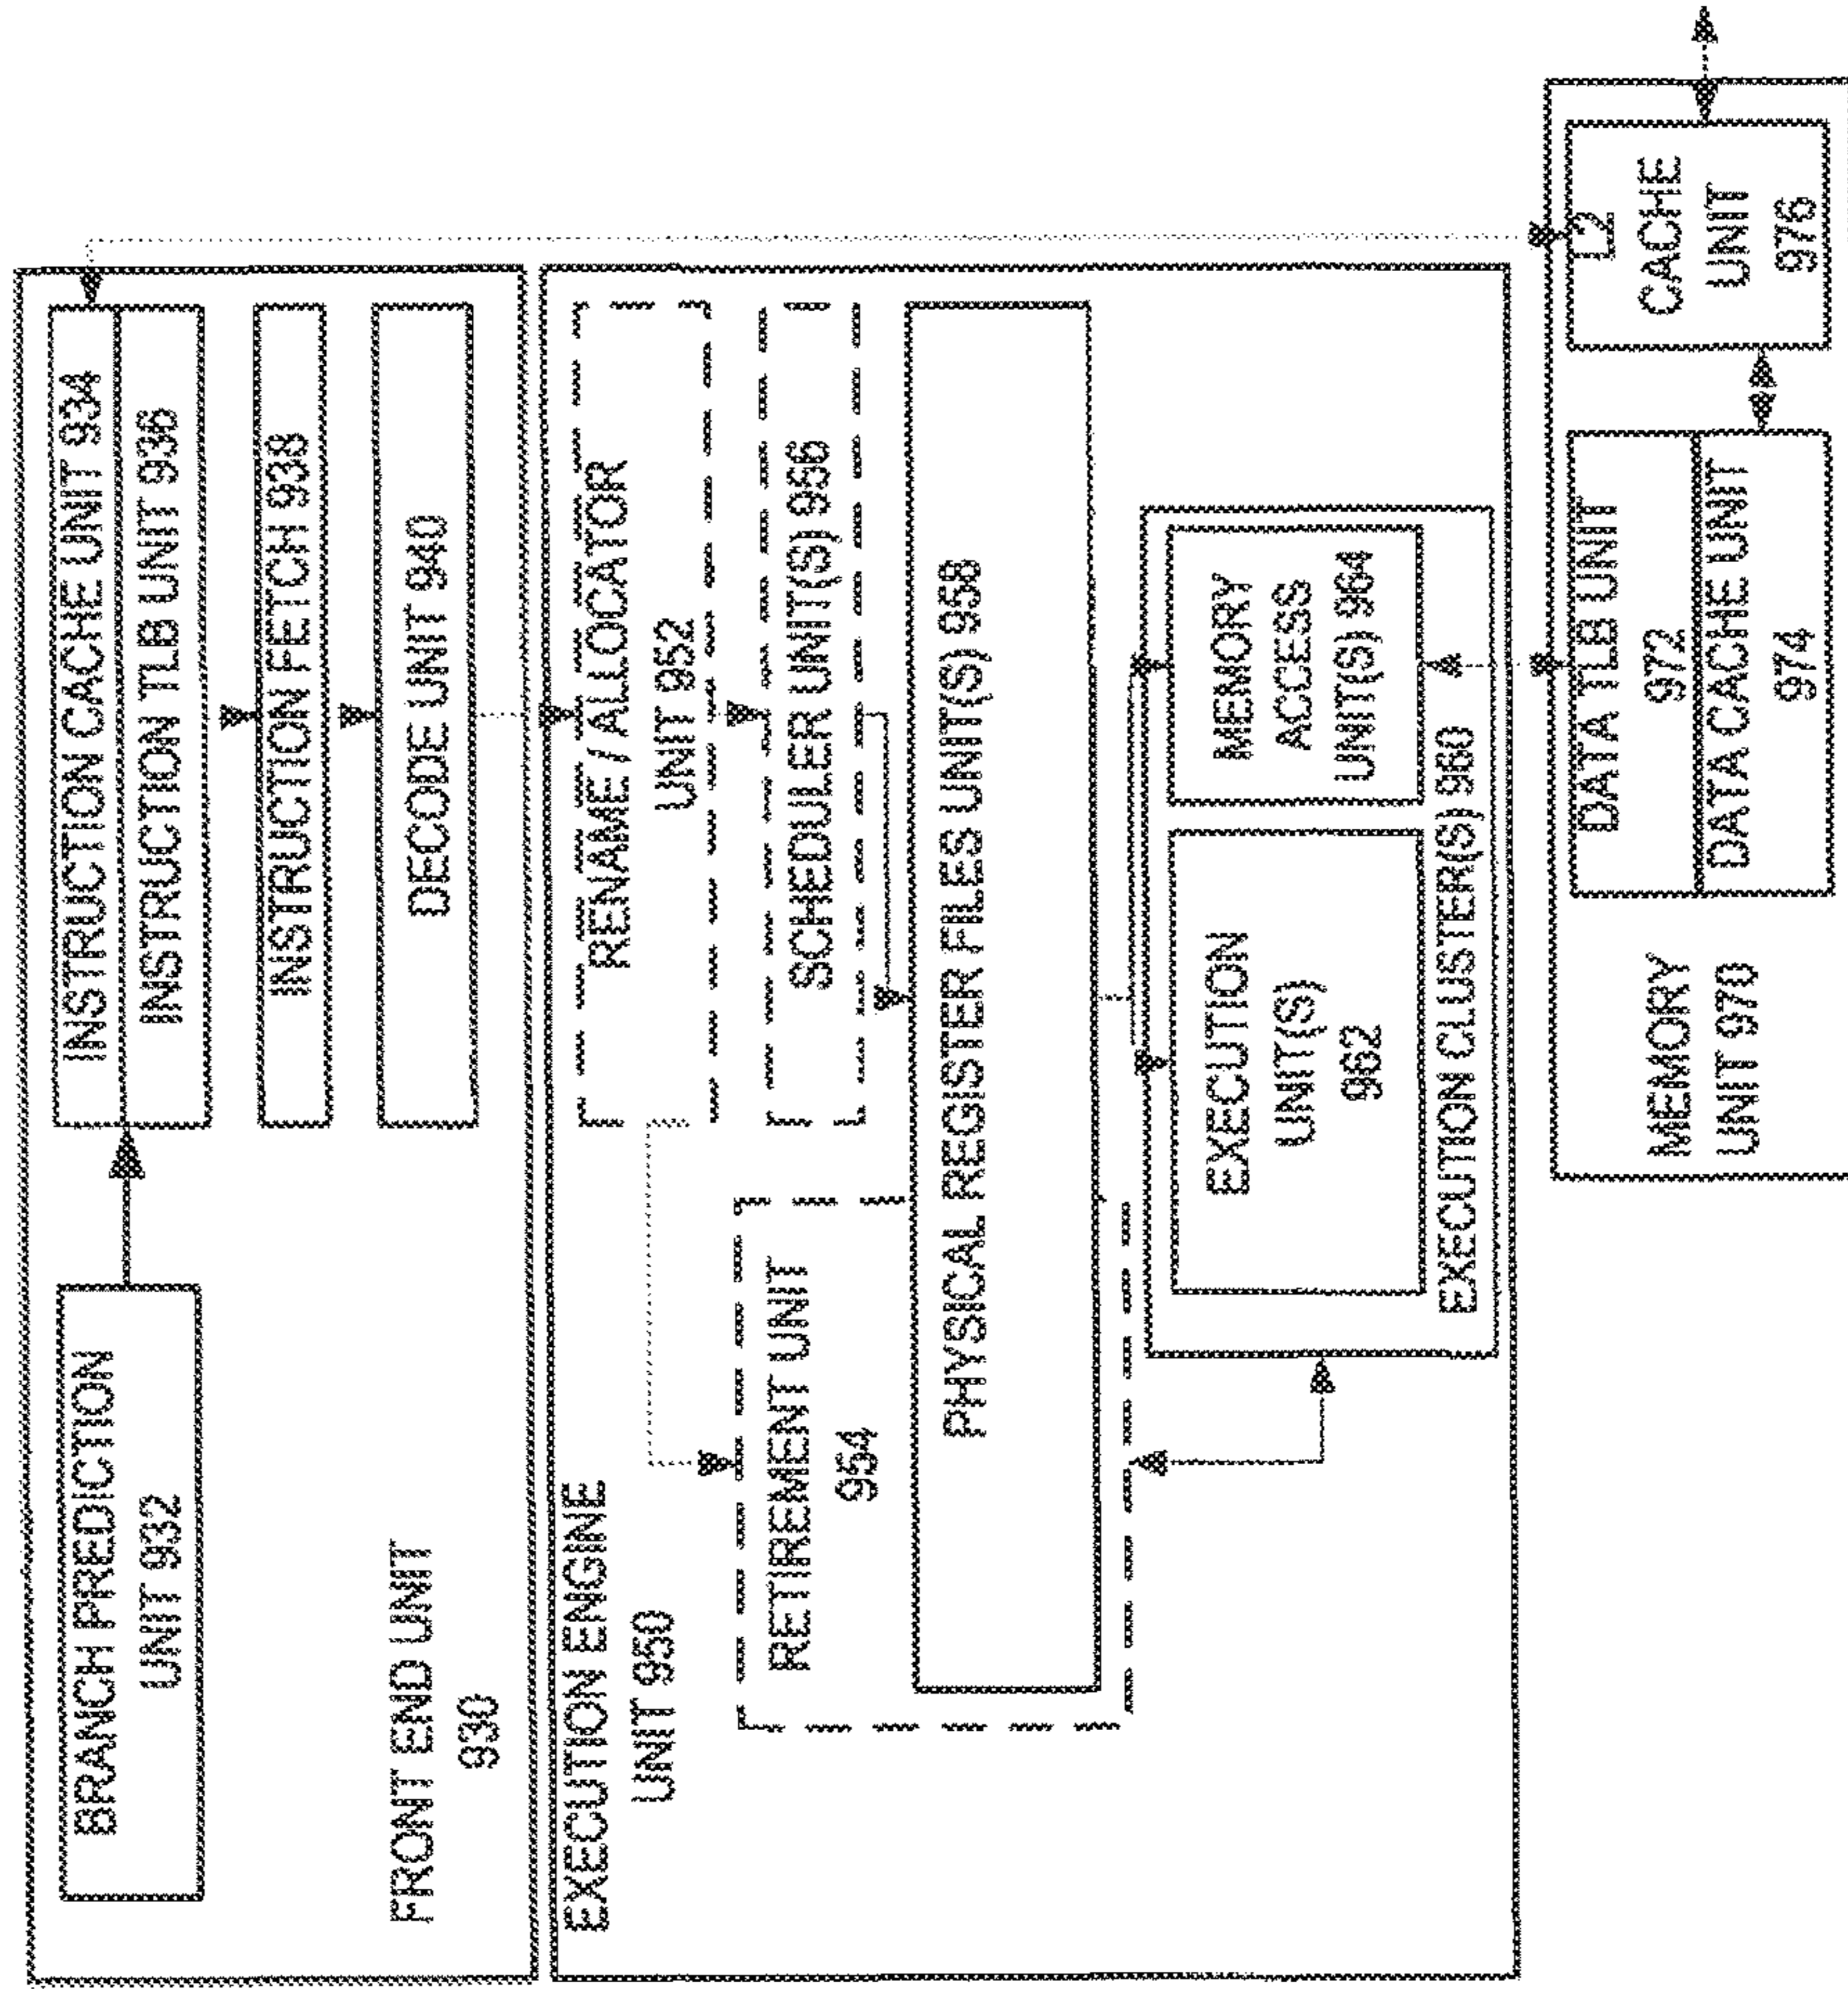 BRANCH PREDICTION
UNIT 932
INSTRUCTION CACHE UNIT 934
INSTRUCTION TLB UNIT 936
INSTRUCTION FETCH 938
DECODE UNIT 940
FRONT END UNIT
930
EXECUTION ENGINE
UNIT 950
RENAME / ALLOCATOR
UNIT 952
RETIREMENT UNIT
954
SCHEDULER UNIT(S) 956
PHYSICAL REGISTER FILES UNIT(S) 958
EXECUTION
UNIT(S)
962
MEMORY
ACCESS
UNIT(S) 964
EXECUTION CLUSTER(S) 960
MEMORY
UNIT 970
DATA TLB UNIT
972
DATA CACHE UNIT
974
L2
CACHE
UNIT
976